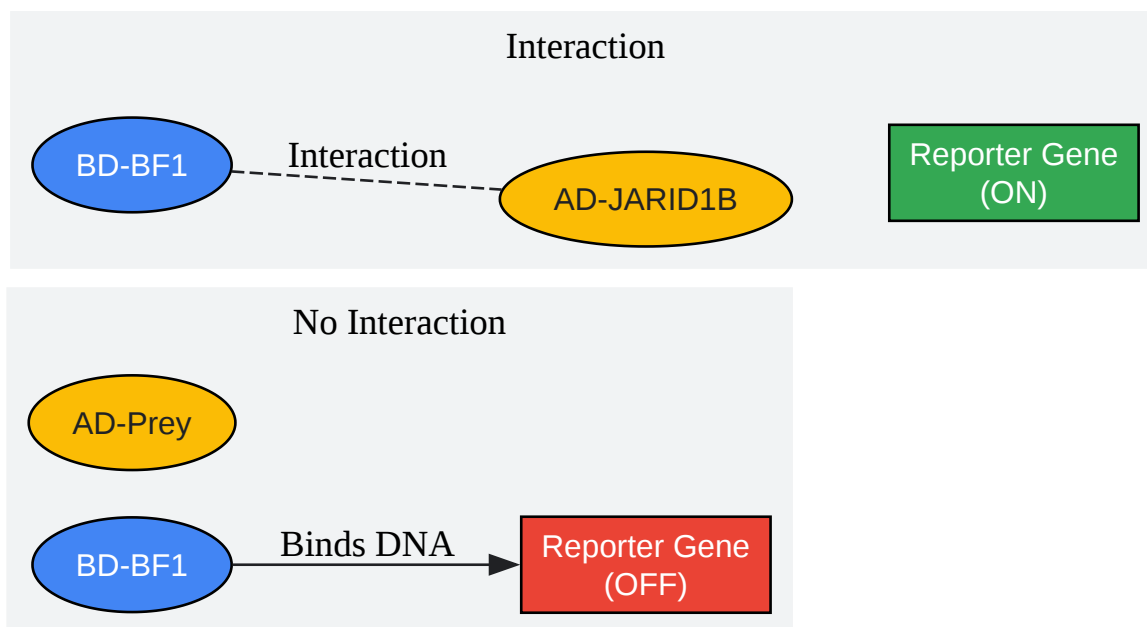 Interaction
BD-BF1
Interaction
AD-JARID1B
Reporter Gene
(ON)
No Interaction
AD-Prey
BD-BF1
Binds DNA
Reporter Gene
(OFF)